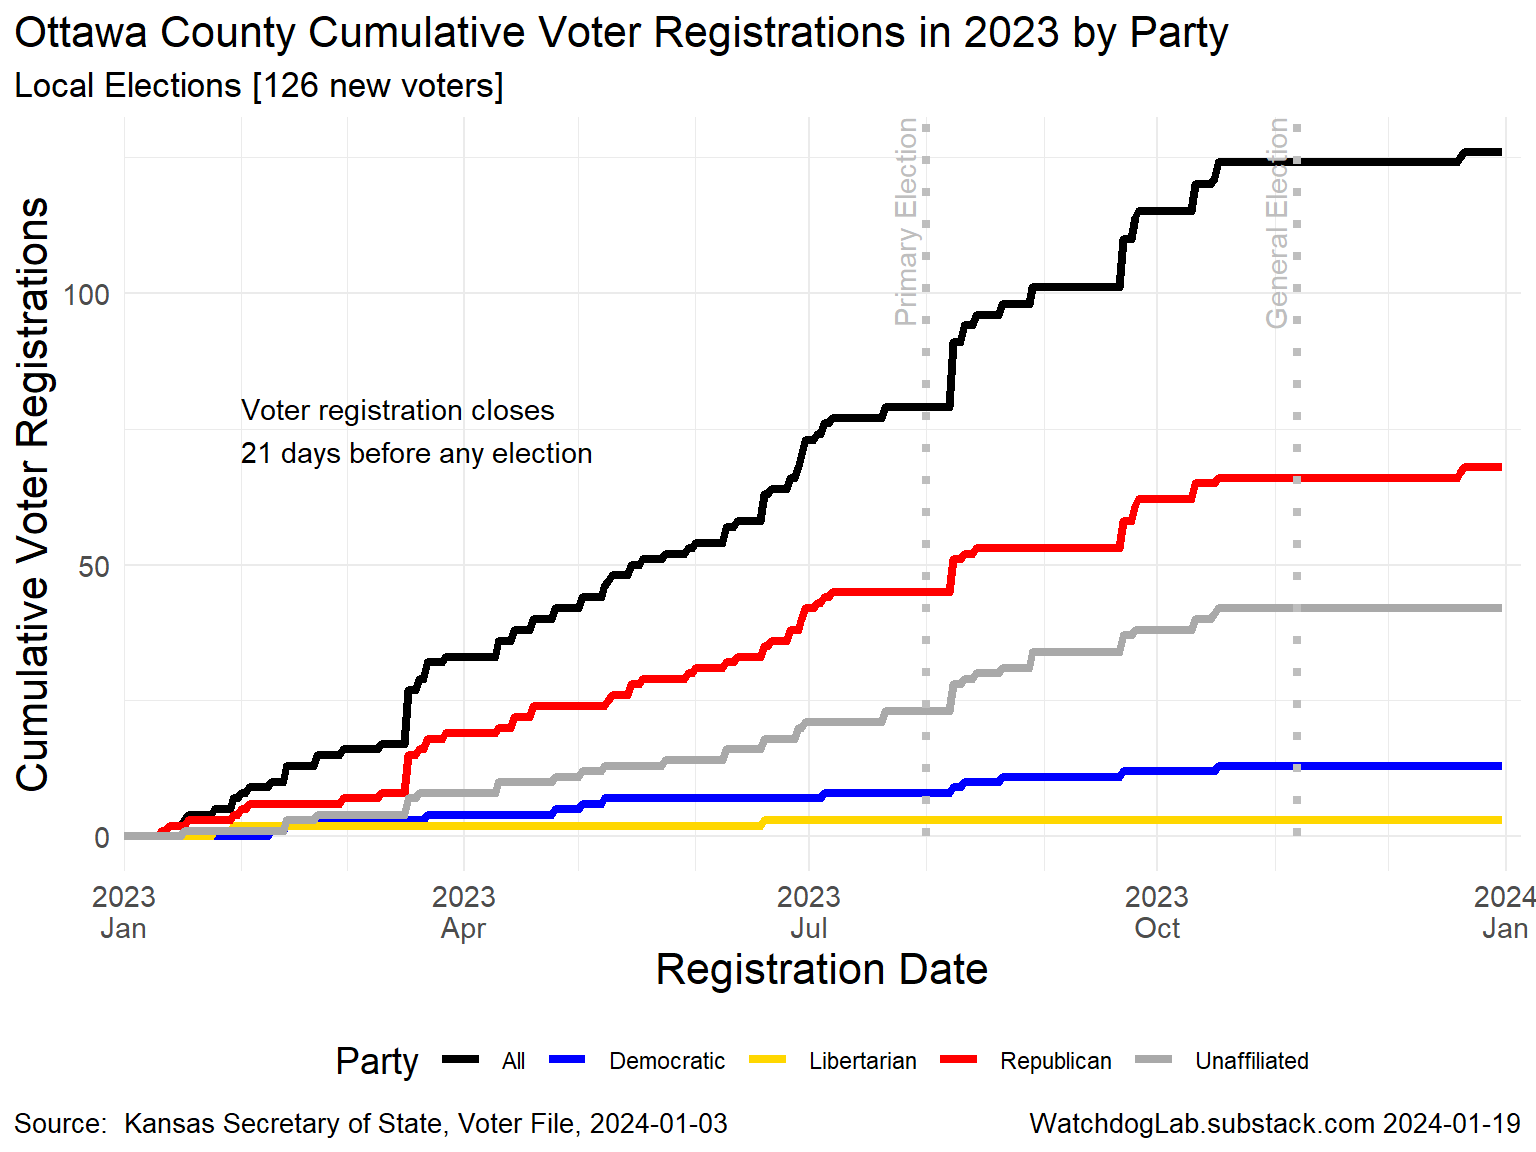 Ottawa County Cumulative Voter Registrations in 2023 by Party
Local Elections [126 new voters]
Cumulative Voter Registrations
100
50
0
Voter registration closes
21 days before any election
Primary Election
General Election
2023 2023 2023 2023 2024
Jan Apr Jul Oct Jan
Registration Date
Party All Democratic Libertarian Republican Unaffiliated
Source:  Kansas Secretary of State, Voter File, 2024-01-03
WatchdogLab.substack.com 2024-01-19